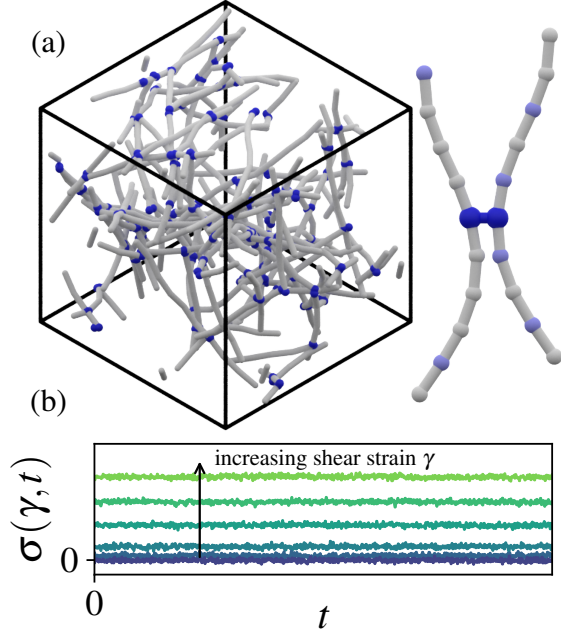 (a)
(b)
increasing shear strain γ
σ(γ, t)
0
0
t